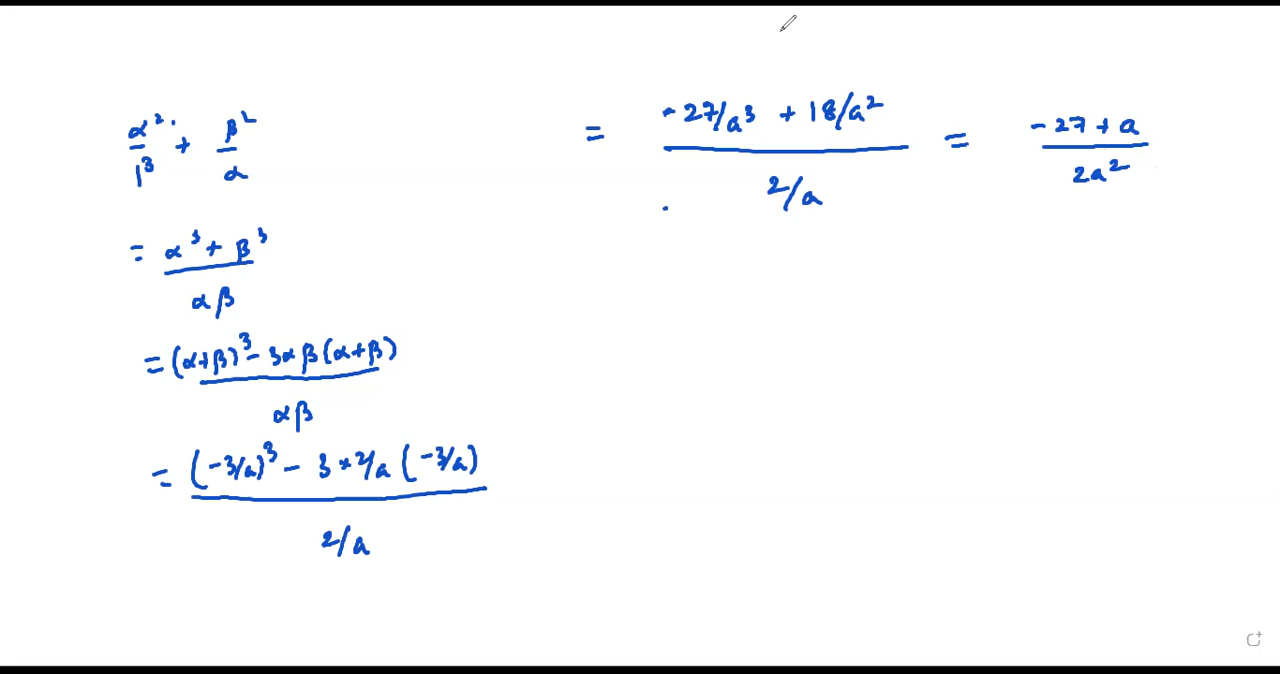 α²/β + β²/α
= (α³ + β³)/αβ
= ((α+β)³ - 3αβ(α+β))/αβ
= ((-3/a)³ - 3*2/a(-3/a))/(2/a)
= (-27/a³ + 18/a²)/(2/a) = (-27 + a)/2a²